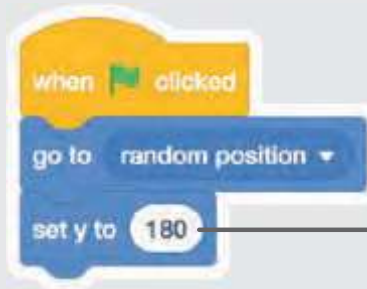 when clicked
go to random position
set y to 180